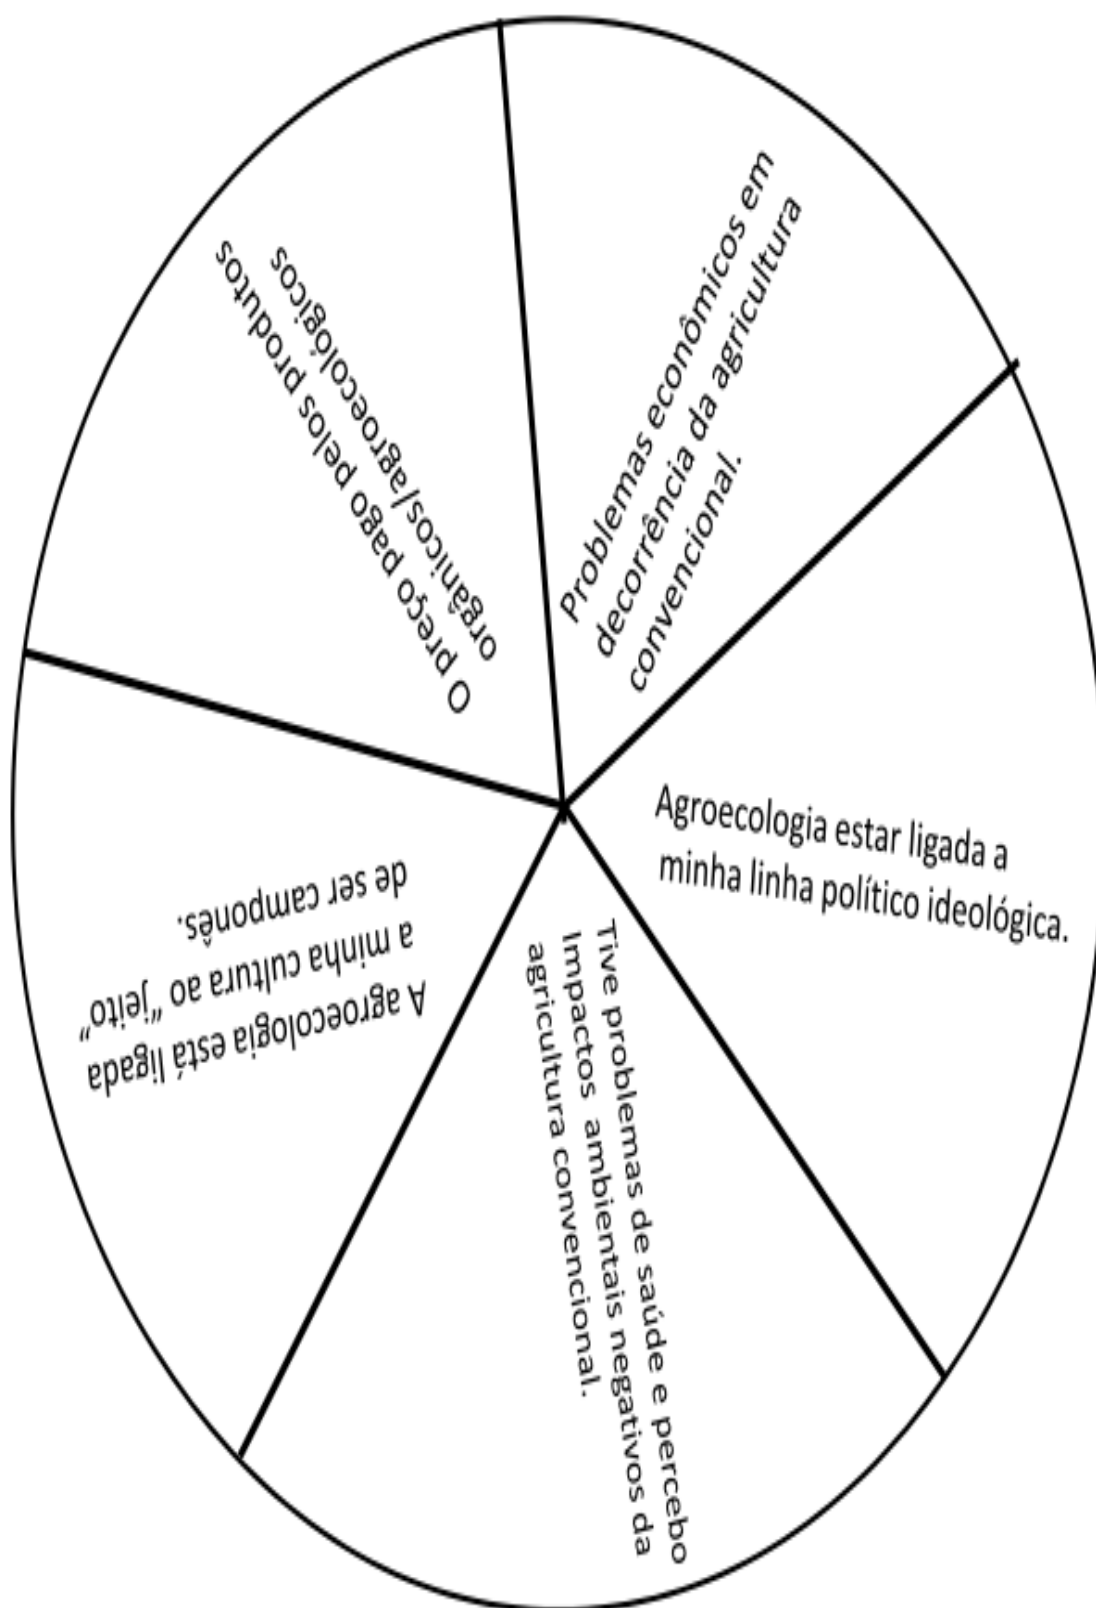 Problemas econômicos em
decorrência da agricultura
convencional.
Agroecologia estar ligada a
minha linha político ideológica.
Tive problemas de saúde e percebo
Impactos ambientais negativos da
agricultura convencional.
A agroecologia está ligada
a minha cultura ao “jeito”
de ser camponês.
O preço pago pelos produtos
orgânicos/agroecológicos